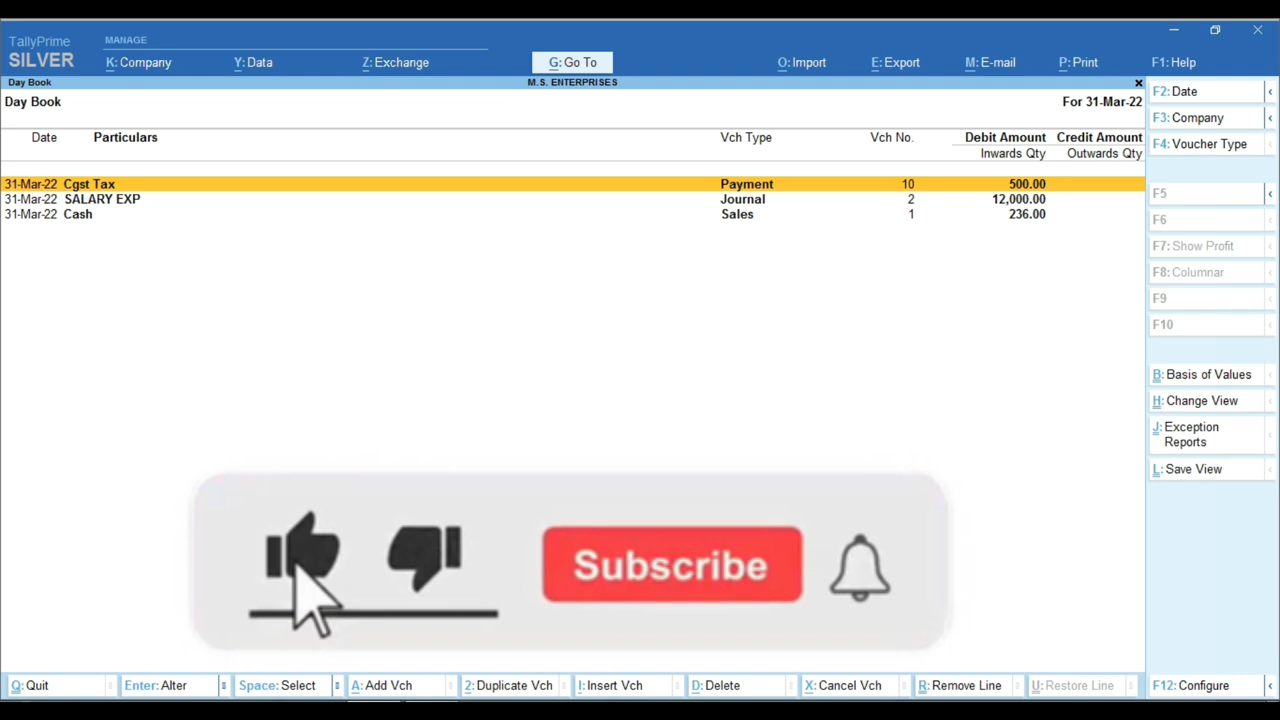 TallyPrime
SILVER
MANAGE
K: Company
Y: Data
Z: Exchange
G: Go To
O: Import
E: Export
M: E-mail
P: Print
F1: Help
Day Book
M.S. ENTERPRISES
Day Book
For 31-Mar-22
Date Particulars Vch Type Vch No. Debit Amount Credit Amount
Inwards Qty Outwards Qty
31-Mar-22 Cgst Tax Payment 10 500.00
31-Mar-22 SALARY EXP Journal 2 12,000.00
31-Mar-22 Cash Sales 1 236.00
F2: Date
F3: Company
F4: Voucher Type
F5
F6
F7: Show Profit
F8: Columnar
F9
F10
B: Basis of Values
H: Change View
J: Exception
Reports
L: Save View
Subscribe
Q: Quit
Enter: Alter
Space: Select
A: Add Vch
2: Duplicate Vch
I: Insert Vch
D: Delete
X: Cancel Vch
R: Remove Line
U: Restore Line
F12: Configure